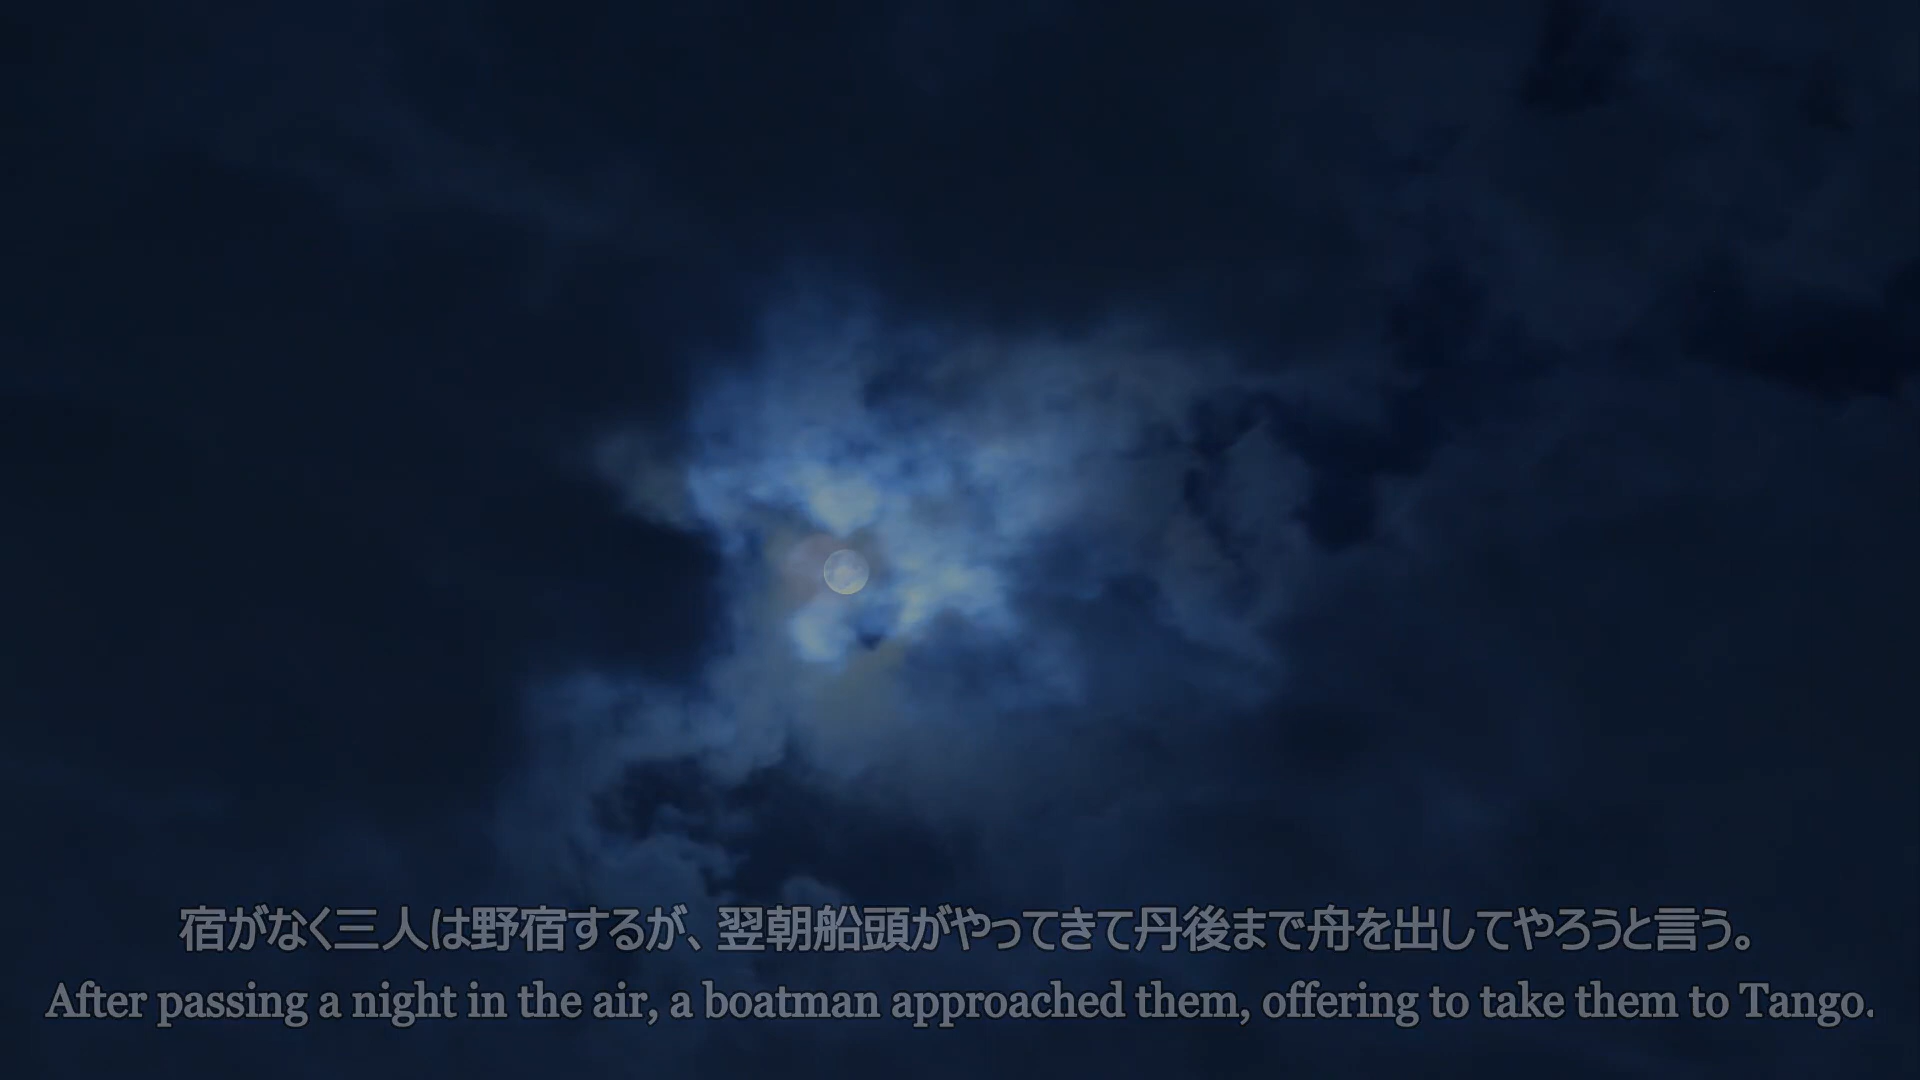 宿がなく三人は野宿するが、翌朝船頭がやってきて丹後まで舟を出してやろうと言う。
After passing a night in the air, a boatman approached them, offering to take them to Tango.